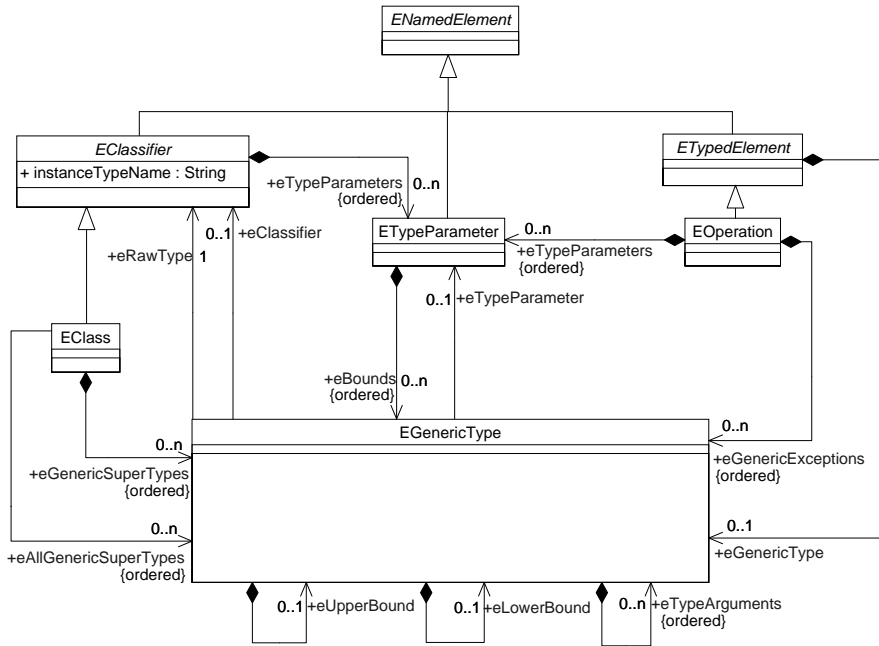 ENamedElement
EClassifier
+ instanceTypeName : String
ETypedElement
+eTypeParameters
{ordered}
0..n
0..1
+eClassifier
+eRawType
1
ETypeParameter
0..n
+eTypeParameters
{ordered}
EOperation
0..1
+eTypeParameter
EClass
+eBounds
{ordered}
0..n
EGenericType
0..n
+eGenericSuperTypes
{ordered}
0..n
+eGenericExceptions
{ordered}
0..n
+eAllGenericSuperTypes
{ordered}
0..1
+eGenericType
0..1
+eUpperBound
0..1
+eLowerBound
0..n
+eTypeArguments
{ordered}